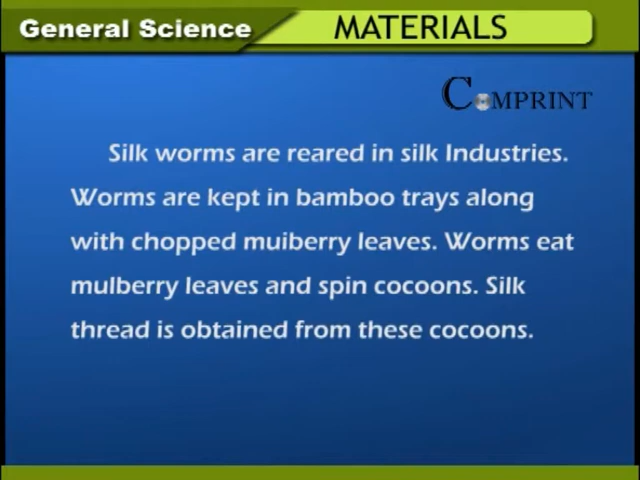 General Science
MATERIALS
COMPRINT
Silk worms are reared in silk Industries.
Worms are kept in bamboo trays along
with chopped muiberry leaves. Worms eat
mulberry leaves and spin cocoons. Silk
thread is obtained from these cocoons.